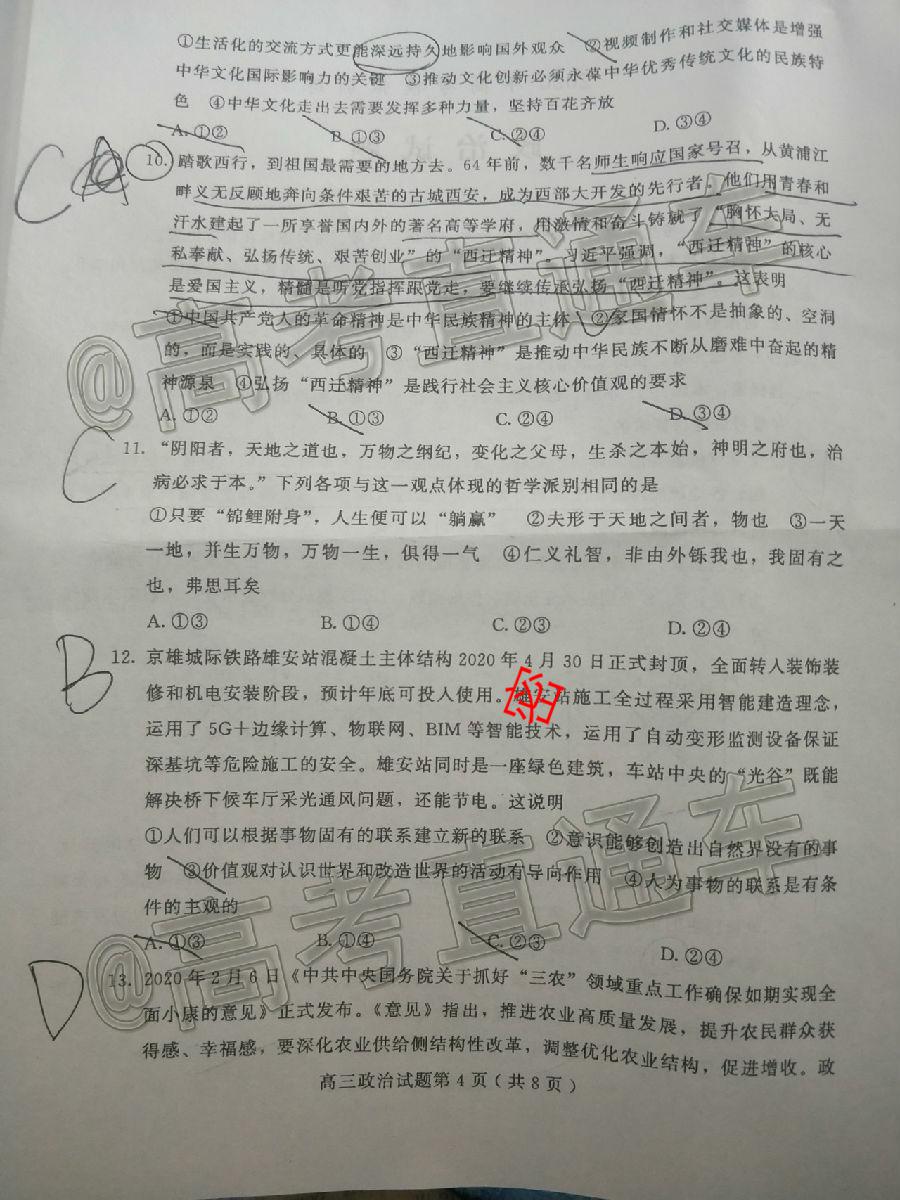 ①生活化的交流方式更能深远持久地影响国外观众 ②视频制作和社交媒体是增强
中华文化国际影响力的关键 ③推动文化创新必须永葆中华优秀传统文化的民族特
色 ④中华文化走出去需要发挥多种力量，坚持百花齐放
A. ①② B. ①③ C. ②④ D. ③④
C
10. 踏歌西行，到祖国最需要的地方去。64年前，数千名师生响应国家号召，从黄浦江
畔义无反顾地奔向条件艰苦的古城西安，成为西部大开发的先行者。他们用青春和
汗水建起了一所享誉国内外的著名高等学府，用激情和奋斗铸就了“胸怀大局、无
私奉献、弘扬传统、艰苦创业”的“西迁精神”。习近平强调，“西迁精神”的核心
是爱国主义，精髓是听党指挥跟党走，要继续传承弘扬“西迁精神”。这表明
①中国共产党人的革命精神是中华民族精神的主体 ②家国情怀不是抽象的、空洞
的，而是实践的、具体的 ③“西迁精神”是推动中华民族不断从磨难中奋起的精
神源泉 ④弘扬“西迁精神”是践行社会主义核心价值观的要求
A. ①② B. ①③ C. ②④ D. ③④
C
11. “阴阳者，天地之道也，万物之纲纪，变化之父母，生杀之本始，神明之府也，治
病必求于本。”下列各项与这一观点体现的哲学派别相同的是
①只要“锦鲤附身”，人生便可以“躺赢” ②夫形于天地之间者，物也 ③一天
一地，并生万物，万物一生，俱得一气 ④仁义礼智，非由外铄我也，我固有之
也，弗思耳矣
A. ①③ B. ①④ C. ②③ D. ②④
B
12. 京雄城际铁路雄安站混凝土主体结构2020年4月30日正式封顶，全面转入装饰装
修和机电安装阶段，预计年底可投入使用。雄安站施工全过程采用智能建造理念，
运用了5G+边缘计算、物联网、BIM等智能技术，运用了自动变形监测设备保证
深基坑等危险施工的安全。雄安站同时是一座绿色建筑，车站中央的“光谷”既能
解决桥下候车厅采光通风问题，还能节电。这说明
①人们可以根据事物固有的联系建立新的联系 ②意识能够创造出自然界没有的事
物 ③价值观对认识世界和改造世界的活动有导向作用 ④人为事物的联系是有条
件的主观的
A. ①③ B. ①④ C. ②③ D. ②④
D
13. 2020年2月6日《中共中央国务院关于抓好“三农”领域重点工作确保如期实现全
面小康的意见》正式发布。《意见》指出，推进农业高质量发展，提升农民群众获
得感、幸福感，要深化农业供给侧结构性改革，调整优化农业结构，促进增收。政
高三政治试题第4页（共8页）
@高考直通车
@高考直通车
密